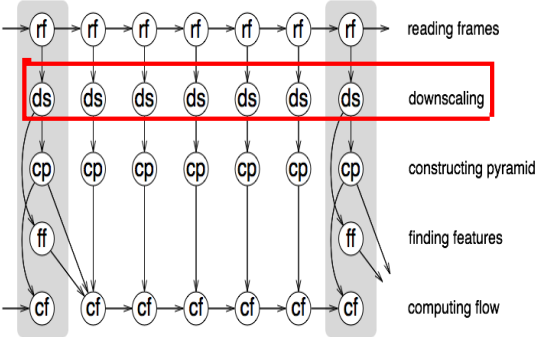 rf rf rf rf rf rf rf reading frames
ds ds ds ds ds ds ds downscaling
cp cp cp cp cp cp cp constructing pyramid
ff ff finding features
cf cf cf cf cf cf cf computing flow